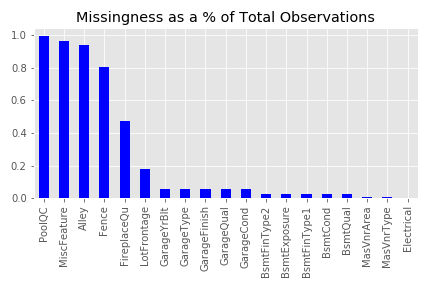 Missingness as a % of Total Observations
1.0
0.8
0.6
0.4
0.2
0.0
PoolQC
MiscFeature
Alley
Fence
FireplaceQu
LotFrontage
GarageYrBlt
GarageType
GarageFinish
GarageQual
GarageCond
BsmtFinType2
BsmtExposure
BsmtFinType1
BsmtCond
BsmtQual
MasVnrArea
MasVnrType
Electrical